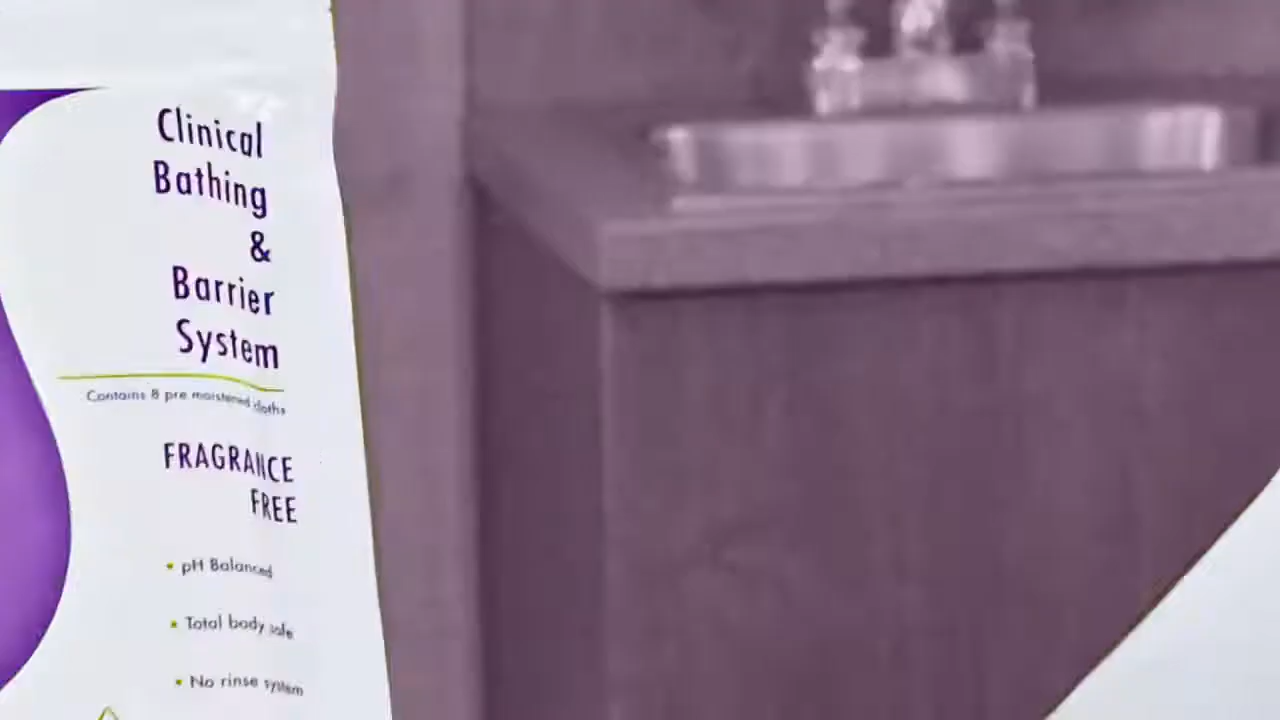 Clinical
Bathing
&
Barrier
System
Contains 8 pre moistened cloths
FRAGRANCE
FREE
• pH Balanced
• Total body safe
• No rinse system